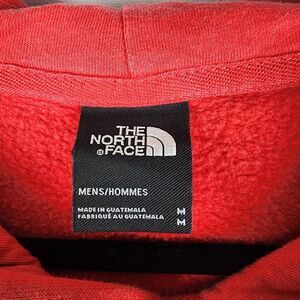 THE
NORTH
® FACE
MENS/HOMMES
MADE IN GUATEMALA M
FABRIQUÉ AU GUATEMALA M